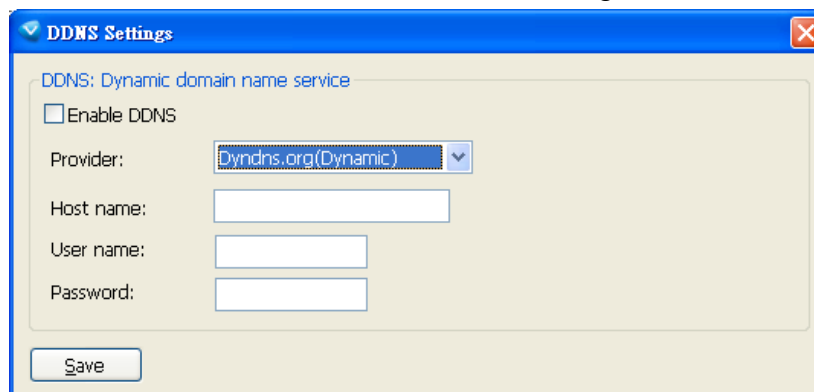 DDNS Settings
DDNS: Dynamic domain name service
Enable DDNS
Provider: Dyndns.org(Dynamic)
Host name:
User name:
Password:
Save